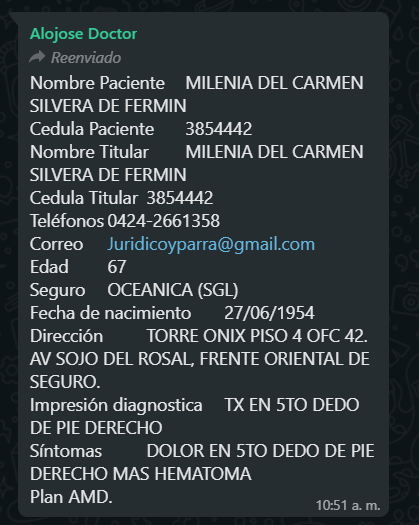 Alojose Doctor
Reenviado
Nombre Paciente MILENIA DEL CARMEN
SILVERA DE FERMIN
Cedula Paciente 3854442
Nombre Titular MILENIA DEL CARMEN
SILVERA DE FERMIN
Cedula Titular 3854442
Teléfonos 0424-2661358
Correo Juridicoyparra@gmail.com
Edad 67
Seguro OCEANICA (SGL)
Fecha de nacimiento 27/06/1954
Dirección TORRE ONIX PISO 4 OFC 42.
AV SOJO DEL ROSAL, FRENTE ORIENTAL DE
SEGURO.
Impresión diagnostica TX EN 5TO DEDO
DE PIE DERECHO
Síntomas DOLOR EN 5TO DEDO DE PIE
DERECHO MAS HEMATOMA
Plan AMD.
10:51 a. m.